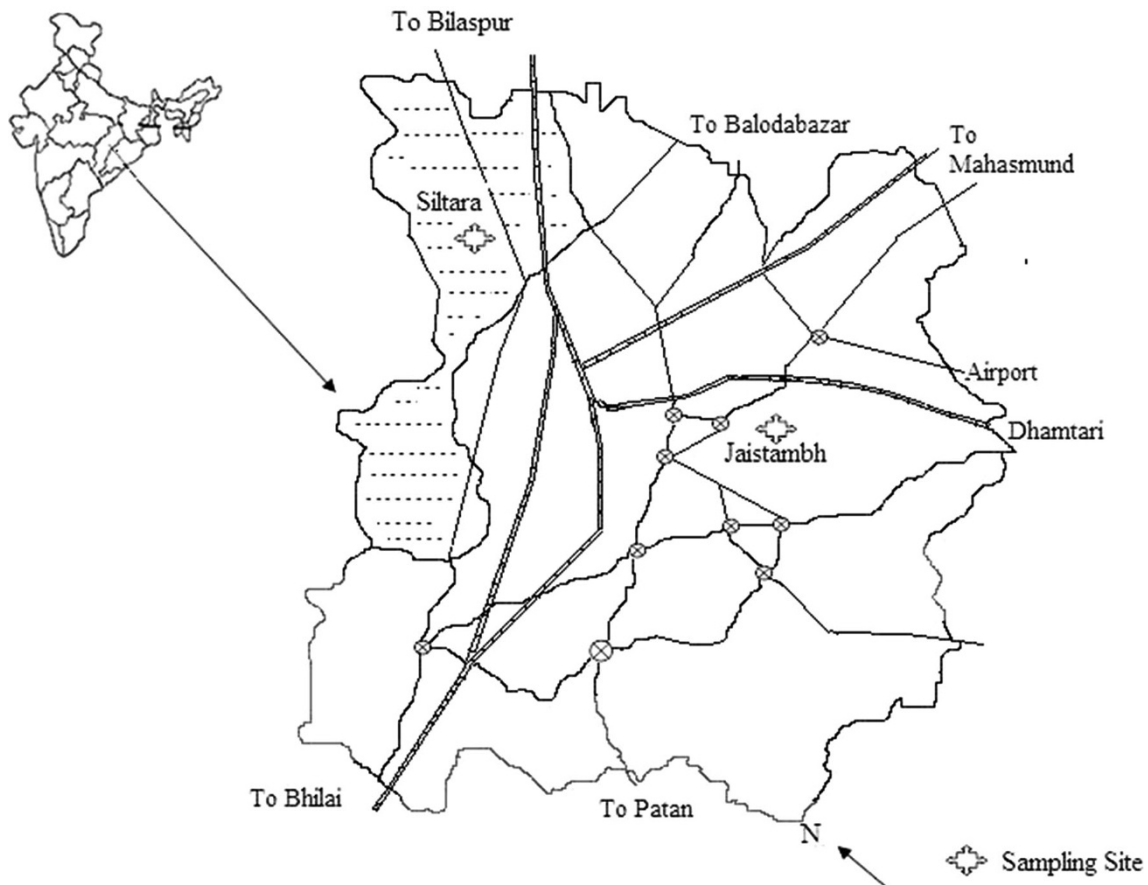 To Bilaspur
To Balodabazar
To
Mahasmund
Siltara
Airport
Dhamtari
Jaistambh
To Bhilai
To Patan
N
Sampling Site